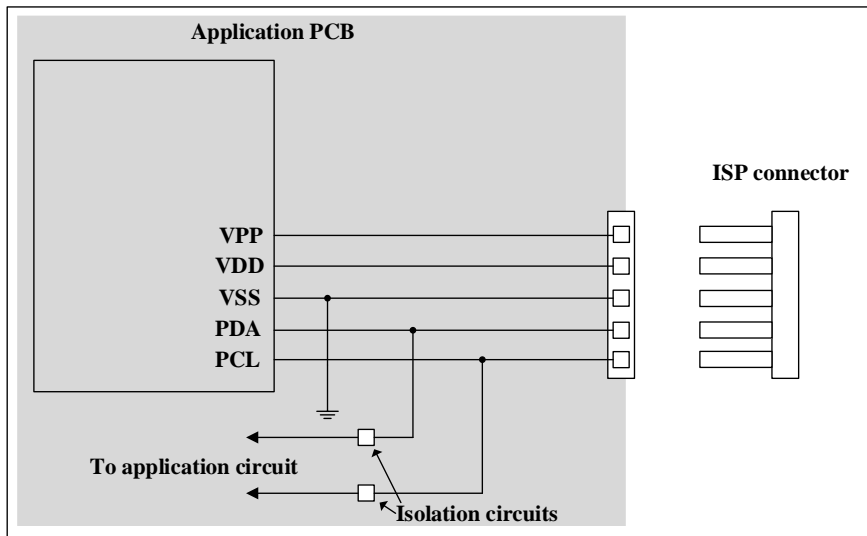 Application PCB
ISP connector
VPP
VDD
VSS
PDA
PCL
To application circuit
Isolation circuits